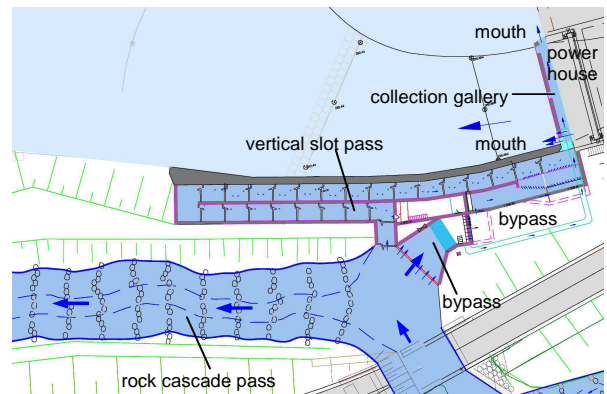 mouth
power
house
collection gallery
vertical slot pass
mouth
bypass
bypass
rock cascade pass